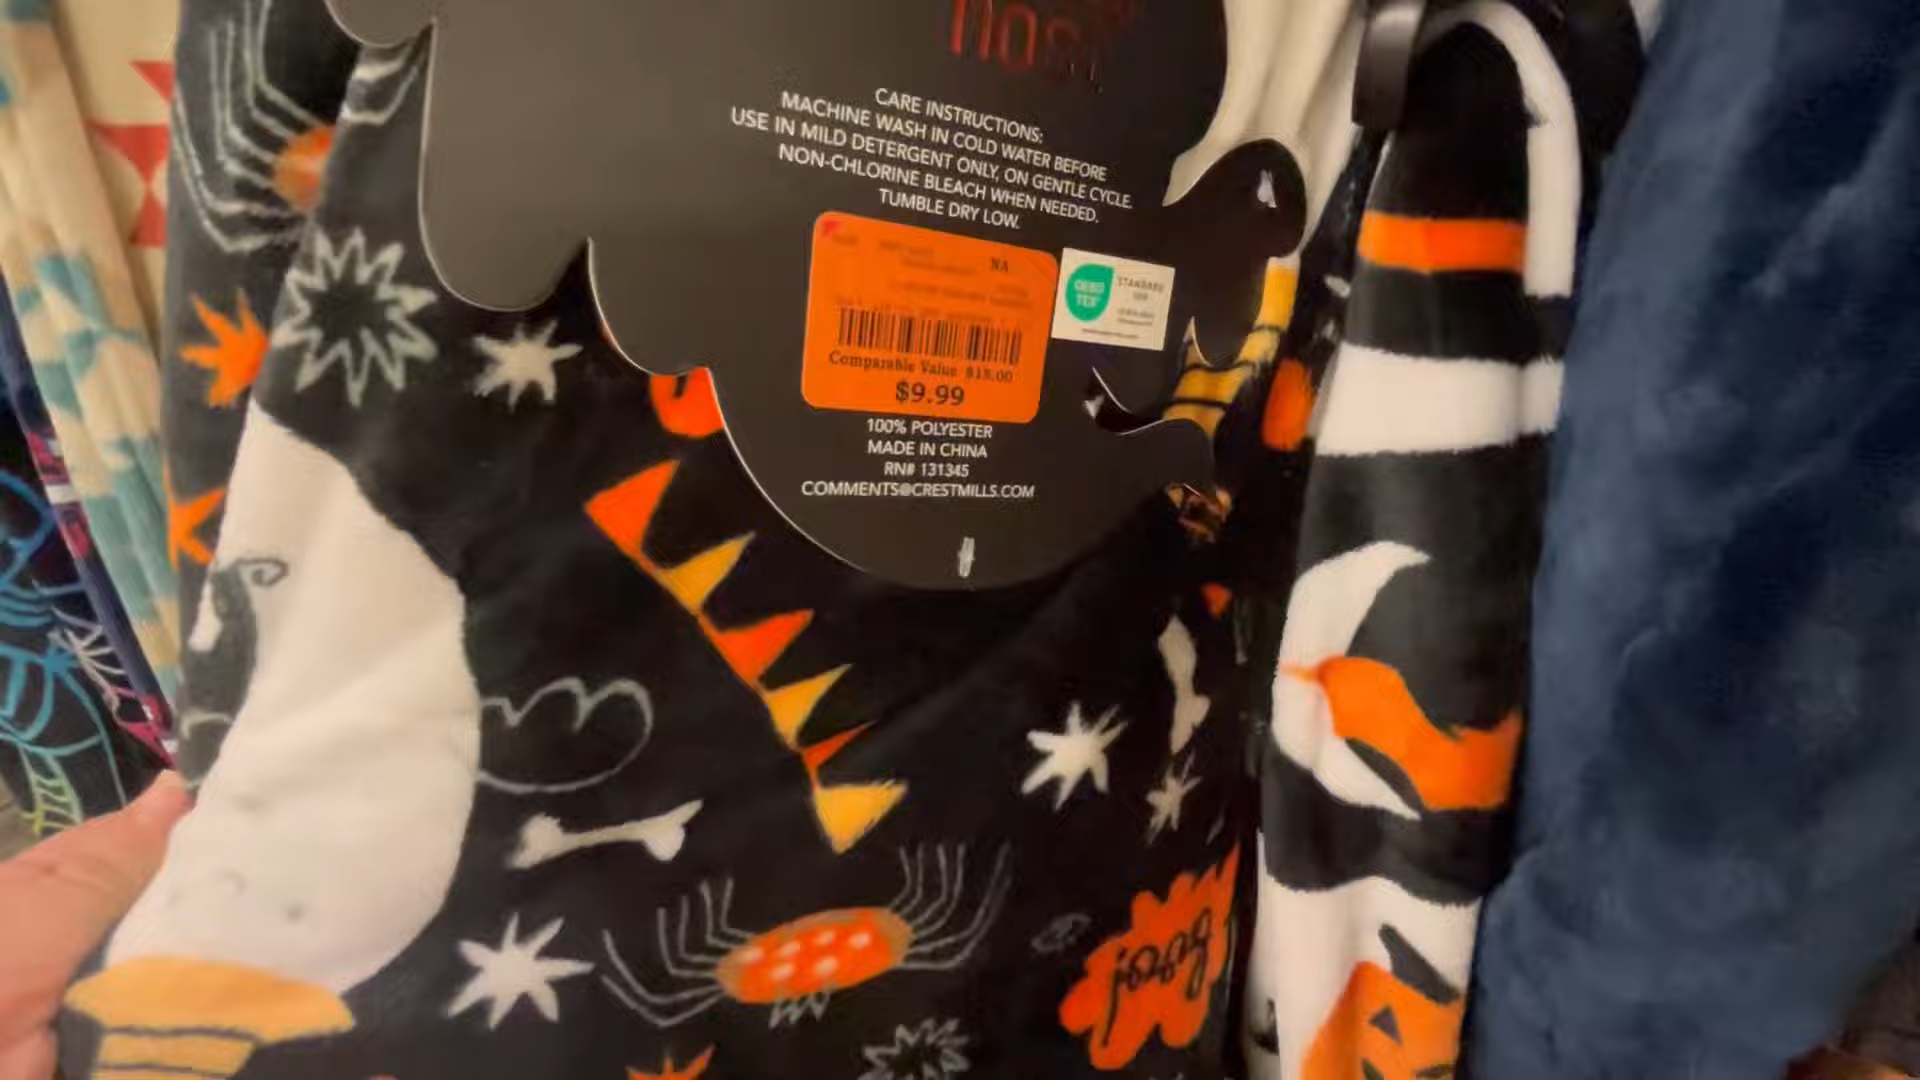 CARE INSTRUCTIONS:
MACHINE WASH IN COLD WATER BEFORE
USE IN MILD DETERGENT ONLY, ON GENTLE CYCLE.
NON-CHLORINE BLEACH WHEN NEEDED.
TUMBLE DRY LOW.
NA
STANDARD
Comparable Value $18.00
$9.99
100% POLYESTER
MADE IN CHINA
RN# 131345
COMMENTS@CRESTMILLS.COM